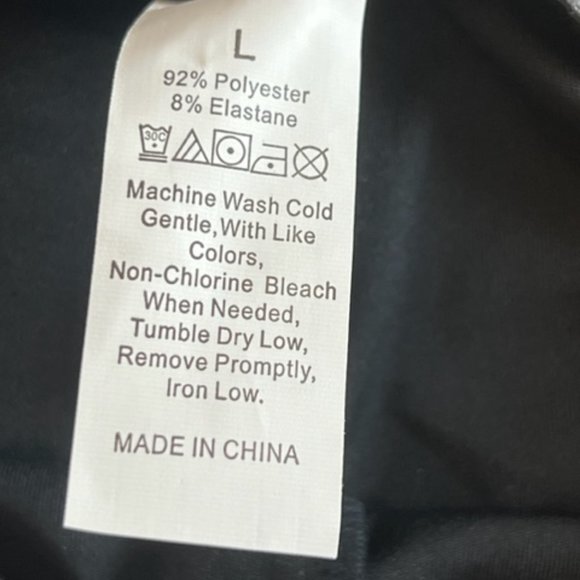 L
92% Polyester
8% Elastane
30C
Machine Wash Cold
Gentle,With Like
Colors,
Non-Chlorine Bleach
When Needed,
Tumble Dry Low,
Remove Promptly,
Iron Low.
MADE IN CHINA